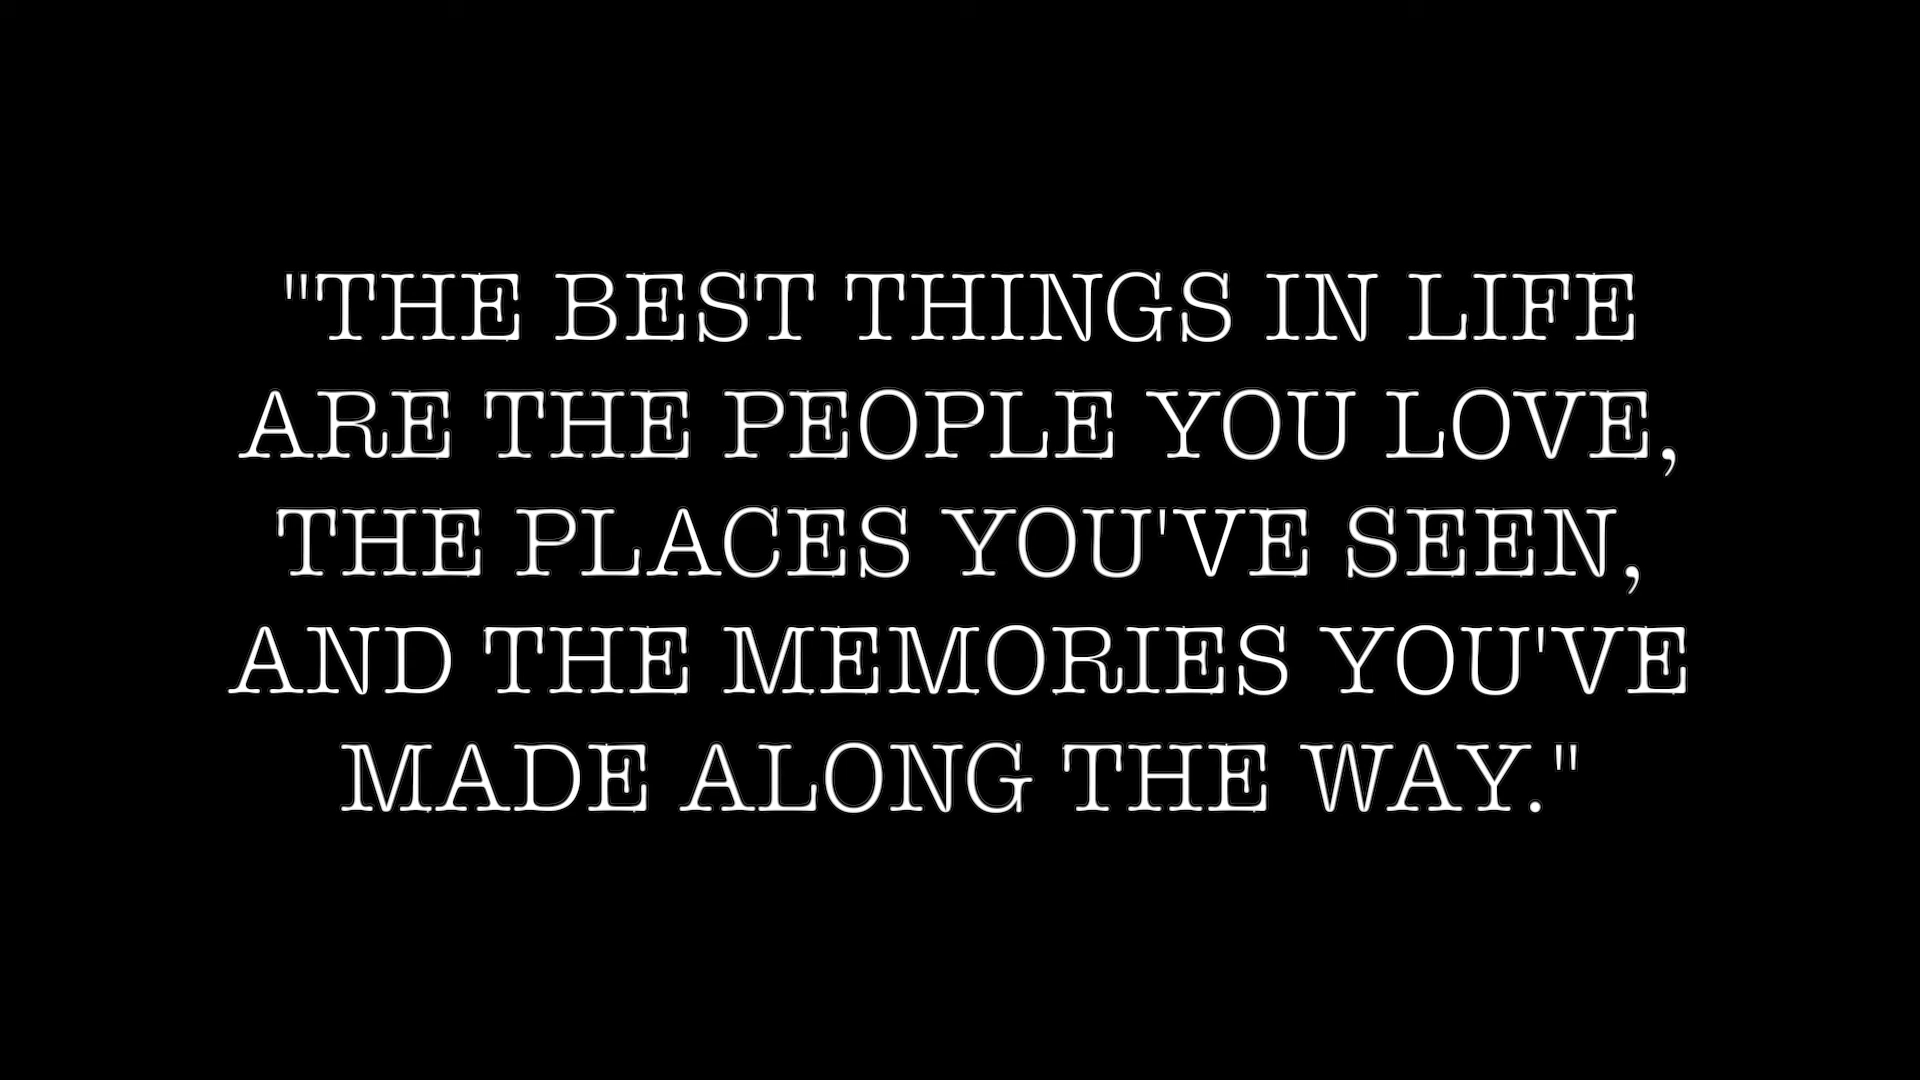 "THE BEST THINGS IN LIFE
ARE THE PEOPLE YOU LOVE,
THE PLACES YOU'VE SEEN,
AND THE MEMORIES YOU'VE
MADE ALONG THE WAY."